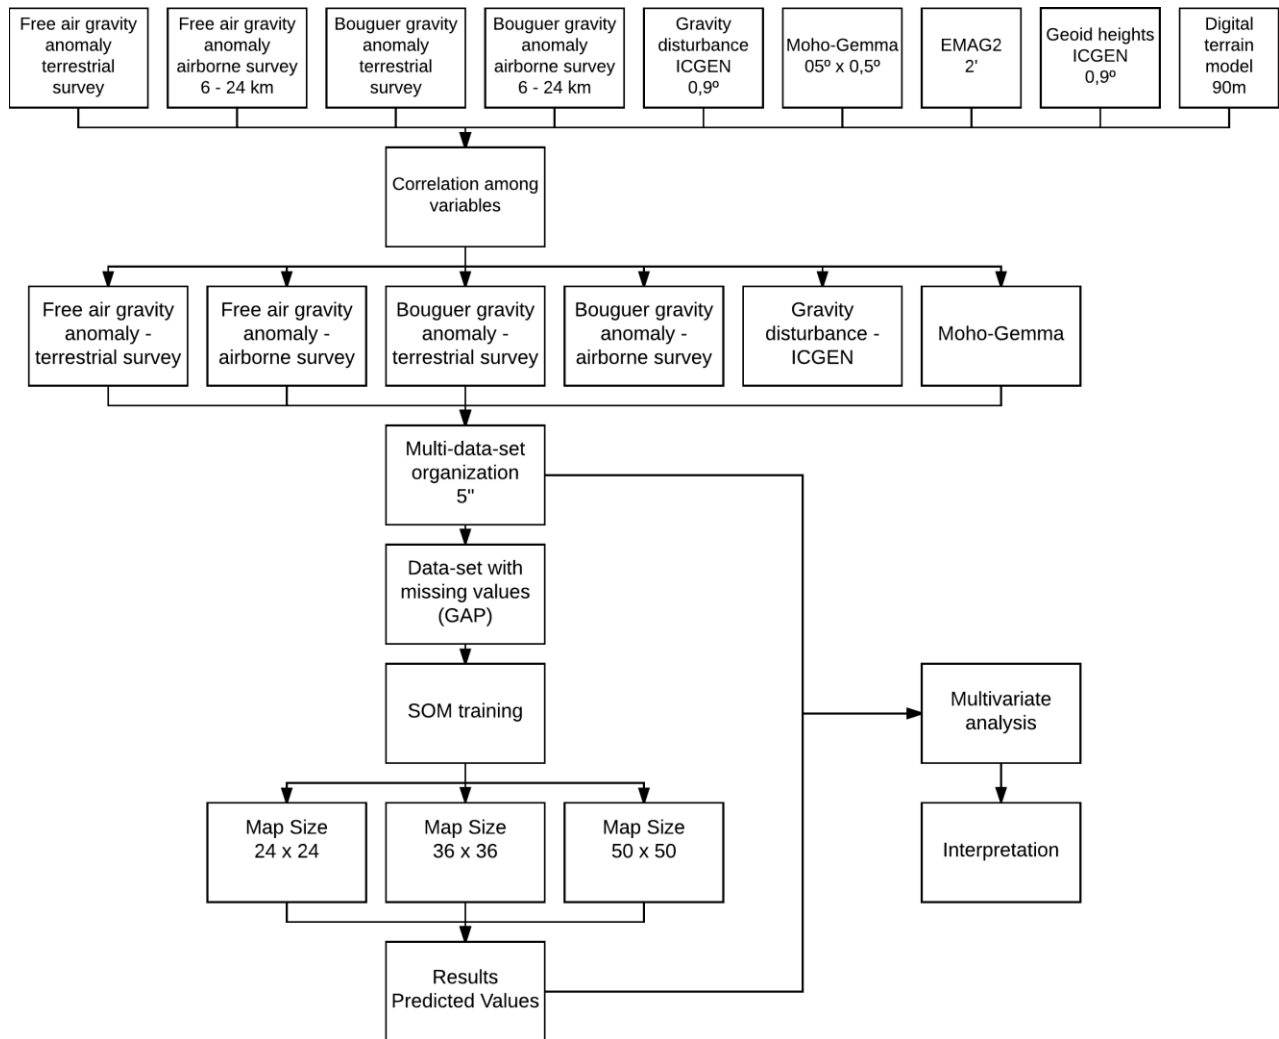 Free air gravity
anomaly
terrestrial
survey
Free air gravity
anomaly
airborne survey
6 - 24 km
Bouguer gravity
anomaly
terrestrial
survey
Bouguer gravity
anomaly
airborne survey
6 - 24 km
Gravity
disturbance
ICGEN
0,9º
Moho-Gemma
05º x 0,5º
EMAG2
2'
Geoid heights
ICGEN
0,9º
Digital
terrain
model
90m
Correlation among
variables
Free air gravity
anomaly -
terrestrial survey
Free air gravity
anomaly -
airborne survey
Bouguer gravity
anomaly -
terrestrial survey
Bouguer gravity
anomaly -
airborne survey
Gravity
disturbance -
ICGEN
Moho-Gemma
Multi-data-set
organization
5"
Data-set with
missing values
(GAP)
SOM training
Multivariate
analysis
Map Size
24 x 24
Map Size
36 x 36
Map Size
50 x 50
Interpretation
Results
Predicted Values